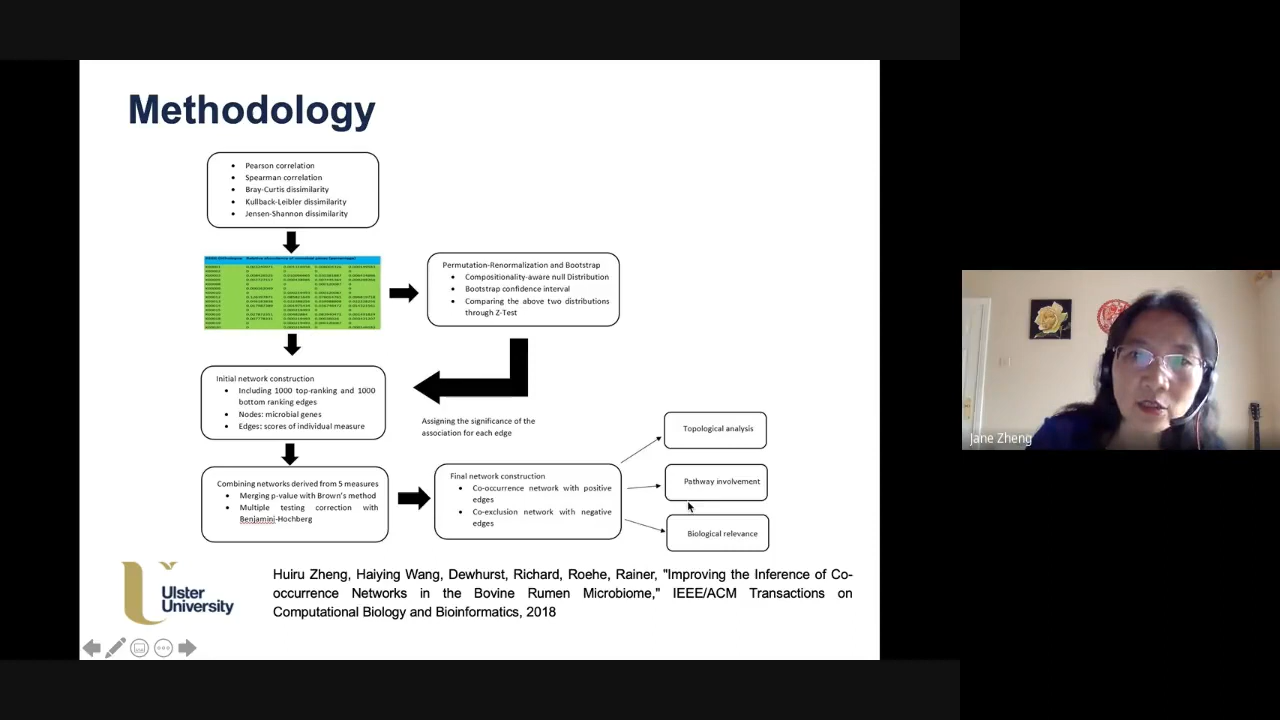 Methodology
• Pearson correlation
• Spearman correlation
• Bray-Curtis dissimilarity
• Kullback-Leibler dissimilarity
• Jensen-Shannon dissimilarity
Permutation-Renormalization and Bootstrap
• Compositionality-aware null Distribution
• Bootstrap confidence interval
• Comparing the above two distributions
through Z-Test
Initial network construction
• Including 1000 top-ranking and 1000
bottom ranking edges
• Nodes: microbial genes
• Edges: scores of individual measure
Assigning the significance of the
association for each edge
Combining networks derived from 5 measures
• Merging p-value with Brown's method
• Multiple testing correction with
Benjamini-Hochberg
Final network construction
• Co-occurrence network with positive
edges
• Co-exclusion network with negative
edges
Topological analysis
Pathway involvement
Biological relevance
Ulster
University
Huiru Zheng, Haiying Wang, Dewhurst, Richard, Roehe, Rainer, "Improving the Inference of Co-
occurrence Networks in the Bovine Rumen Microbiome," IEEE/ACM Transactions on
Computational Biology and Bioinformatics, 2018
Jane Zheng